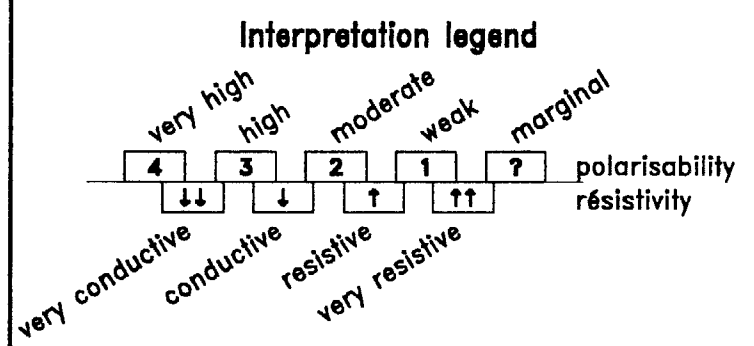 Interpretation legend
very high high moderate weak marginal
4 3 2 1 ? polarisability
↓↓ ↓ ↑ ↑↑ résistivity
very conductive conductive resistive very resistive